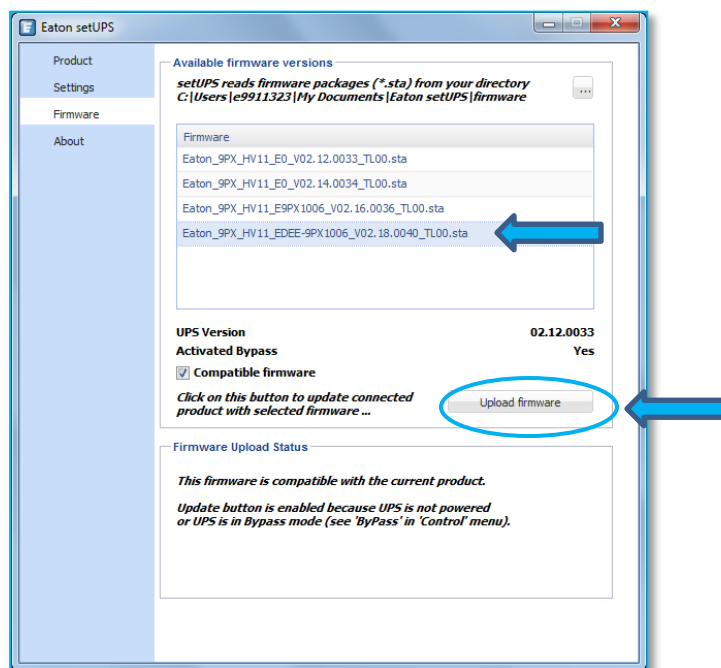 Eaton setUPS
Product
Settings
Firmware
About
Available firmware versions
setUPS reads firmware packages (*.sta) from your directory
C:|Users|e9911323|My Documents|Eaton setUPS|firmware
...
Firmware
Eaton_9PX_HV11_E0_V02.12.0033_TL00.sta
Eaton_9PX_HV11_E0_V02.14.0034_TL00.sta
Eaton_9PX_HV11_E9PX1006_V02.16.0036_TL00.sta
Eaton_9PX_HV11_EDEE-9PX1006_V02.18.0040_TL00.sta
UPS Version 02.12.0033
Activated Bypass Yes
Compatible firmware
Click on this button to update connected
product with selected firmware ...
Upload firmware
Firmware Upload Status
This firmware is compatible with the current product.
Update button is enabled because UPS is not powered
or UPS is in Bypass mode (see 'ByPass' in 'Control' menu).